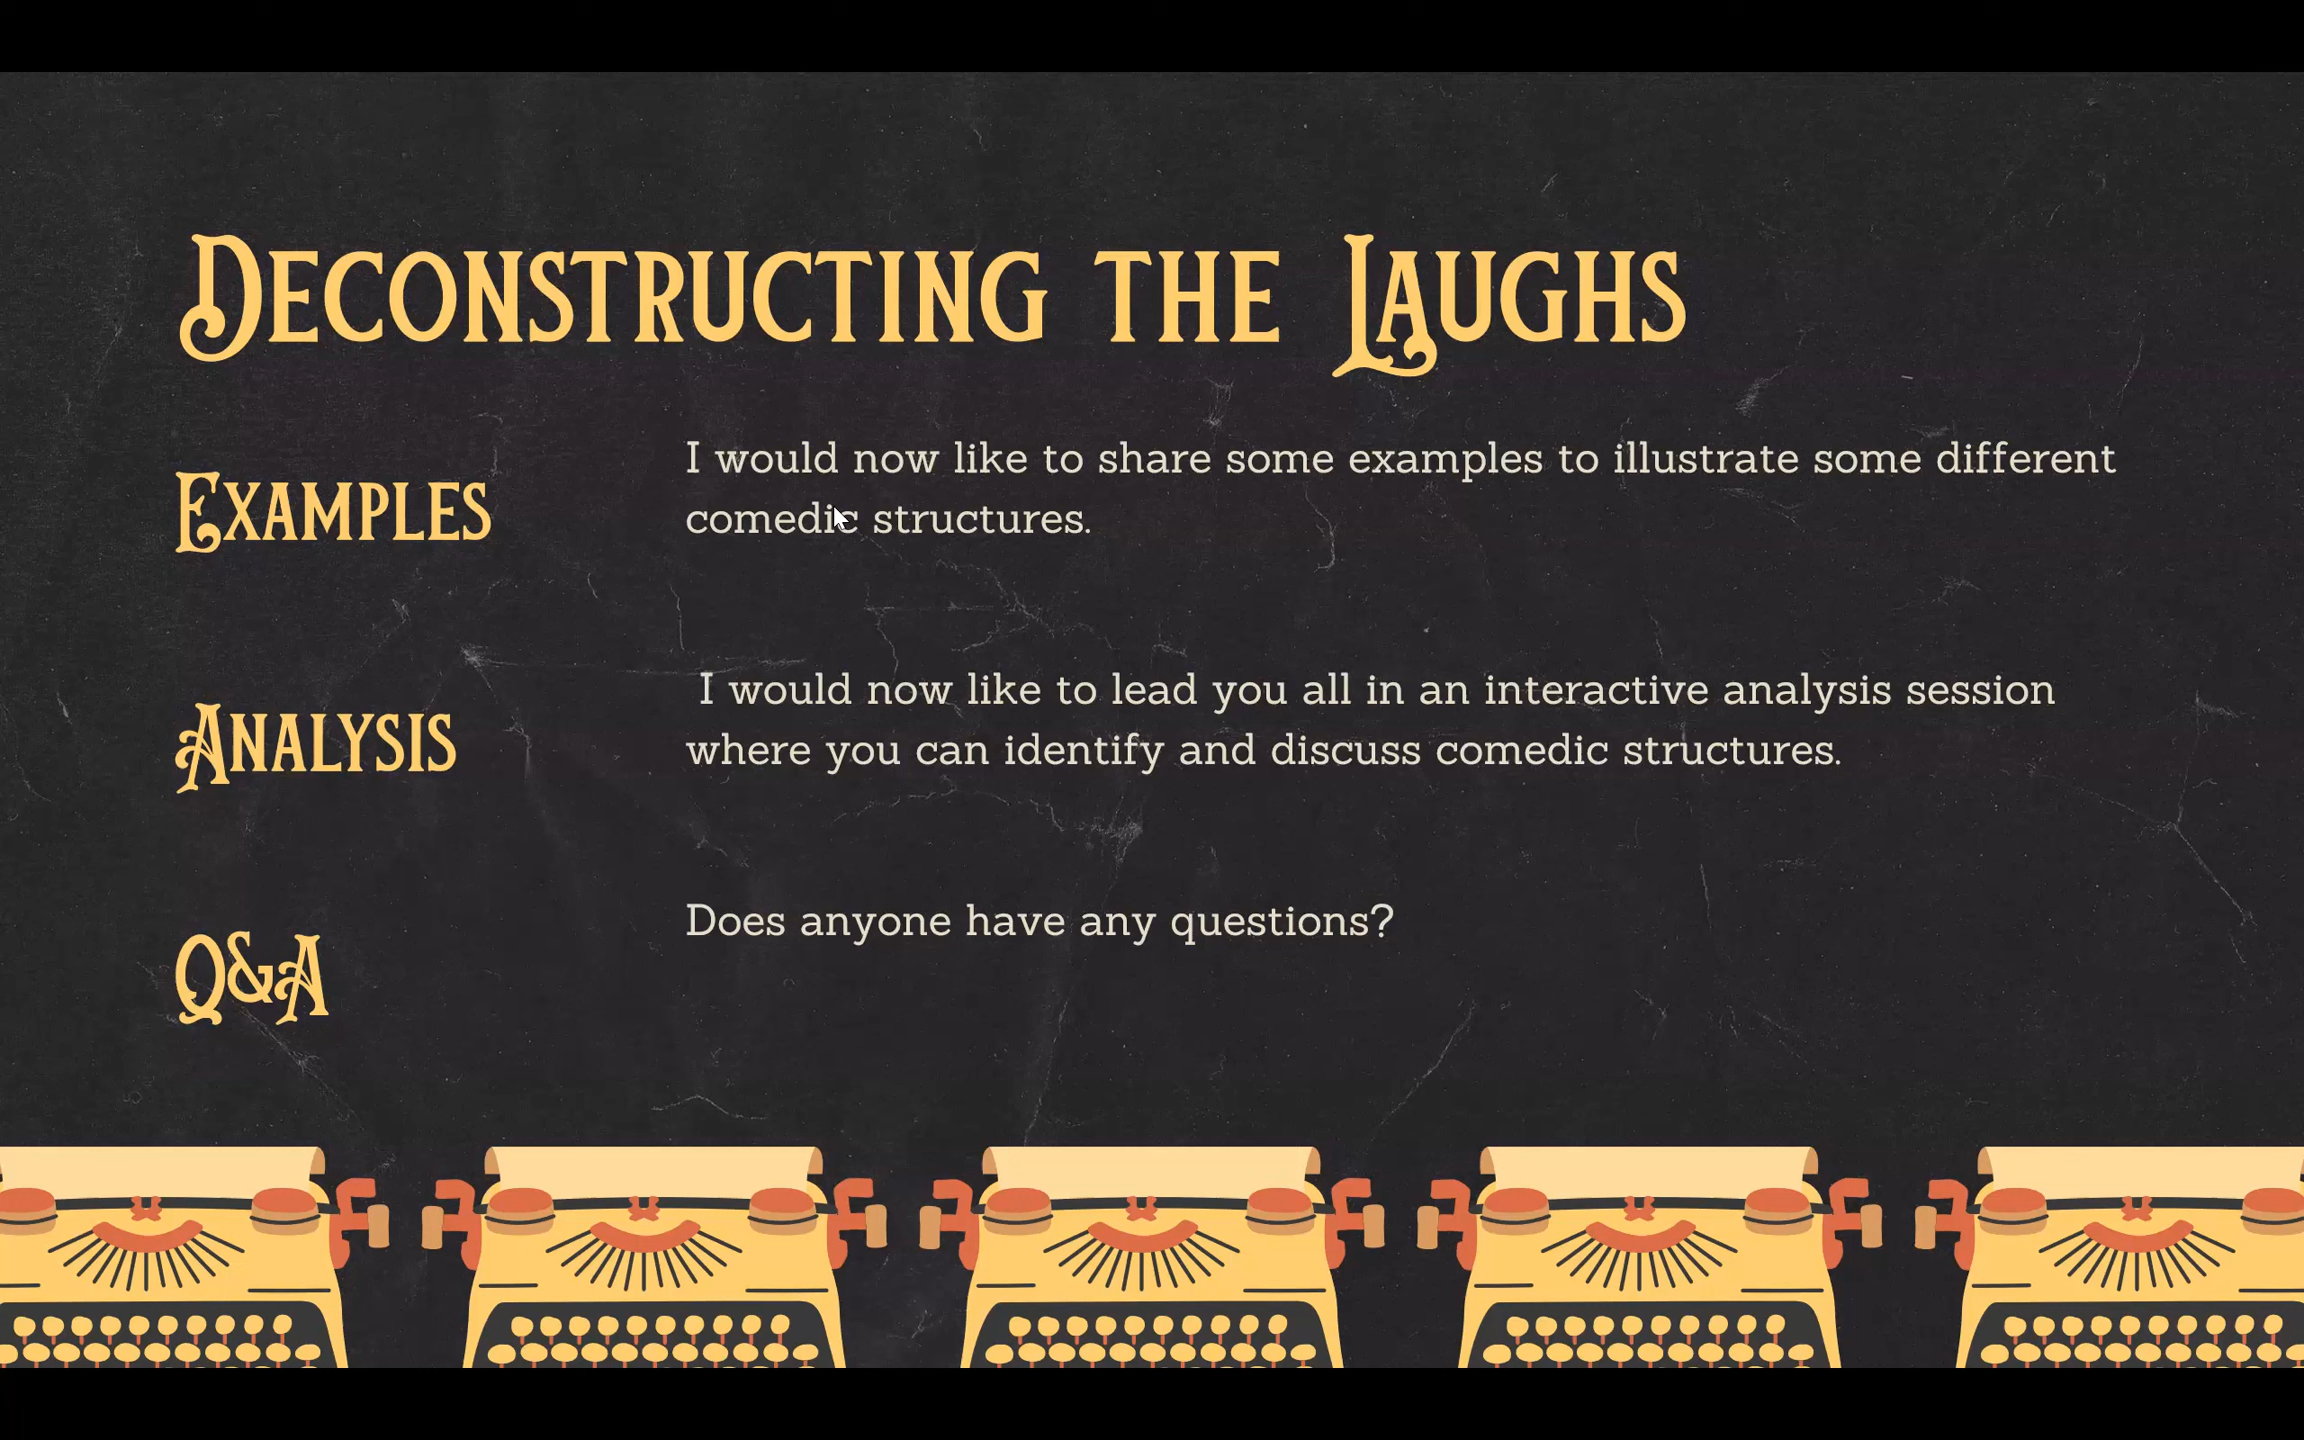 Deconstructing the Laughs
Examples
I would now like to share some examples to illustrate some different
comedic structures.
Analysis
I would now like to lead you all in an interactive analysis session
where you can identify and discuss comedic structures.
Q&A
Does anyone have any questions?